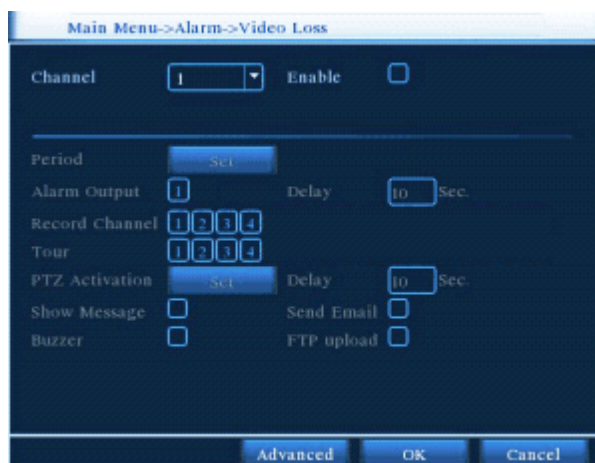 Main Menu->Alarm->Video Loss
Channel 1 Enable
Period Set
Alarm Output 1 Delay 10 Sec.
Record Channel 1 2 3 4
Tour 1 2 3 4
PTZ Activation Set Delay 10 Sec.
Show Message Send Email
Buzzer FTP upload
Advanced OK Cancel